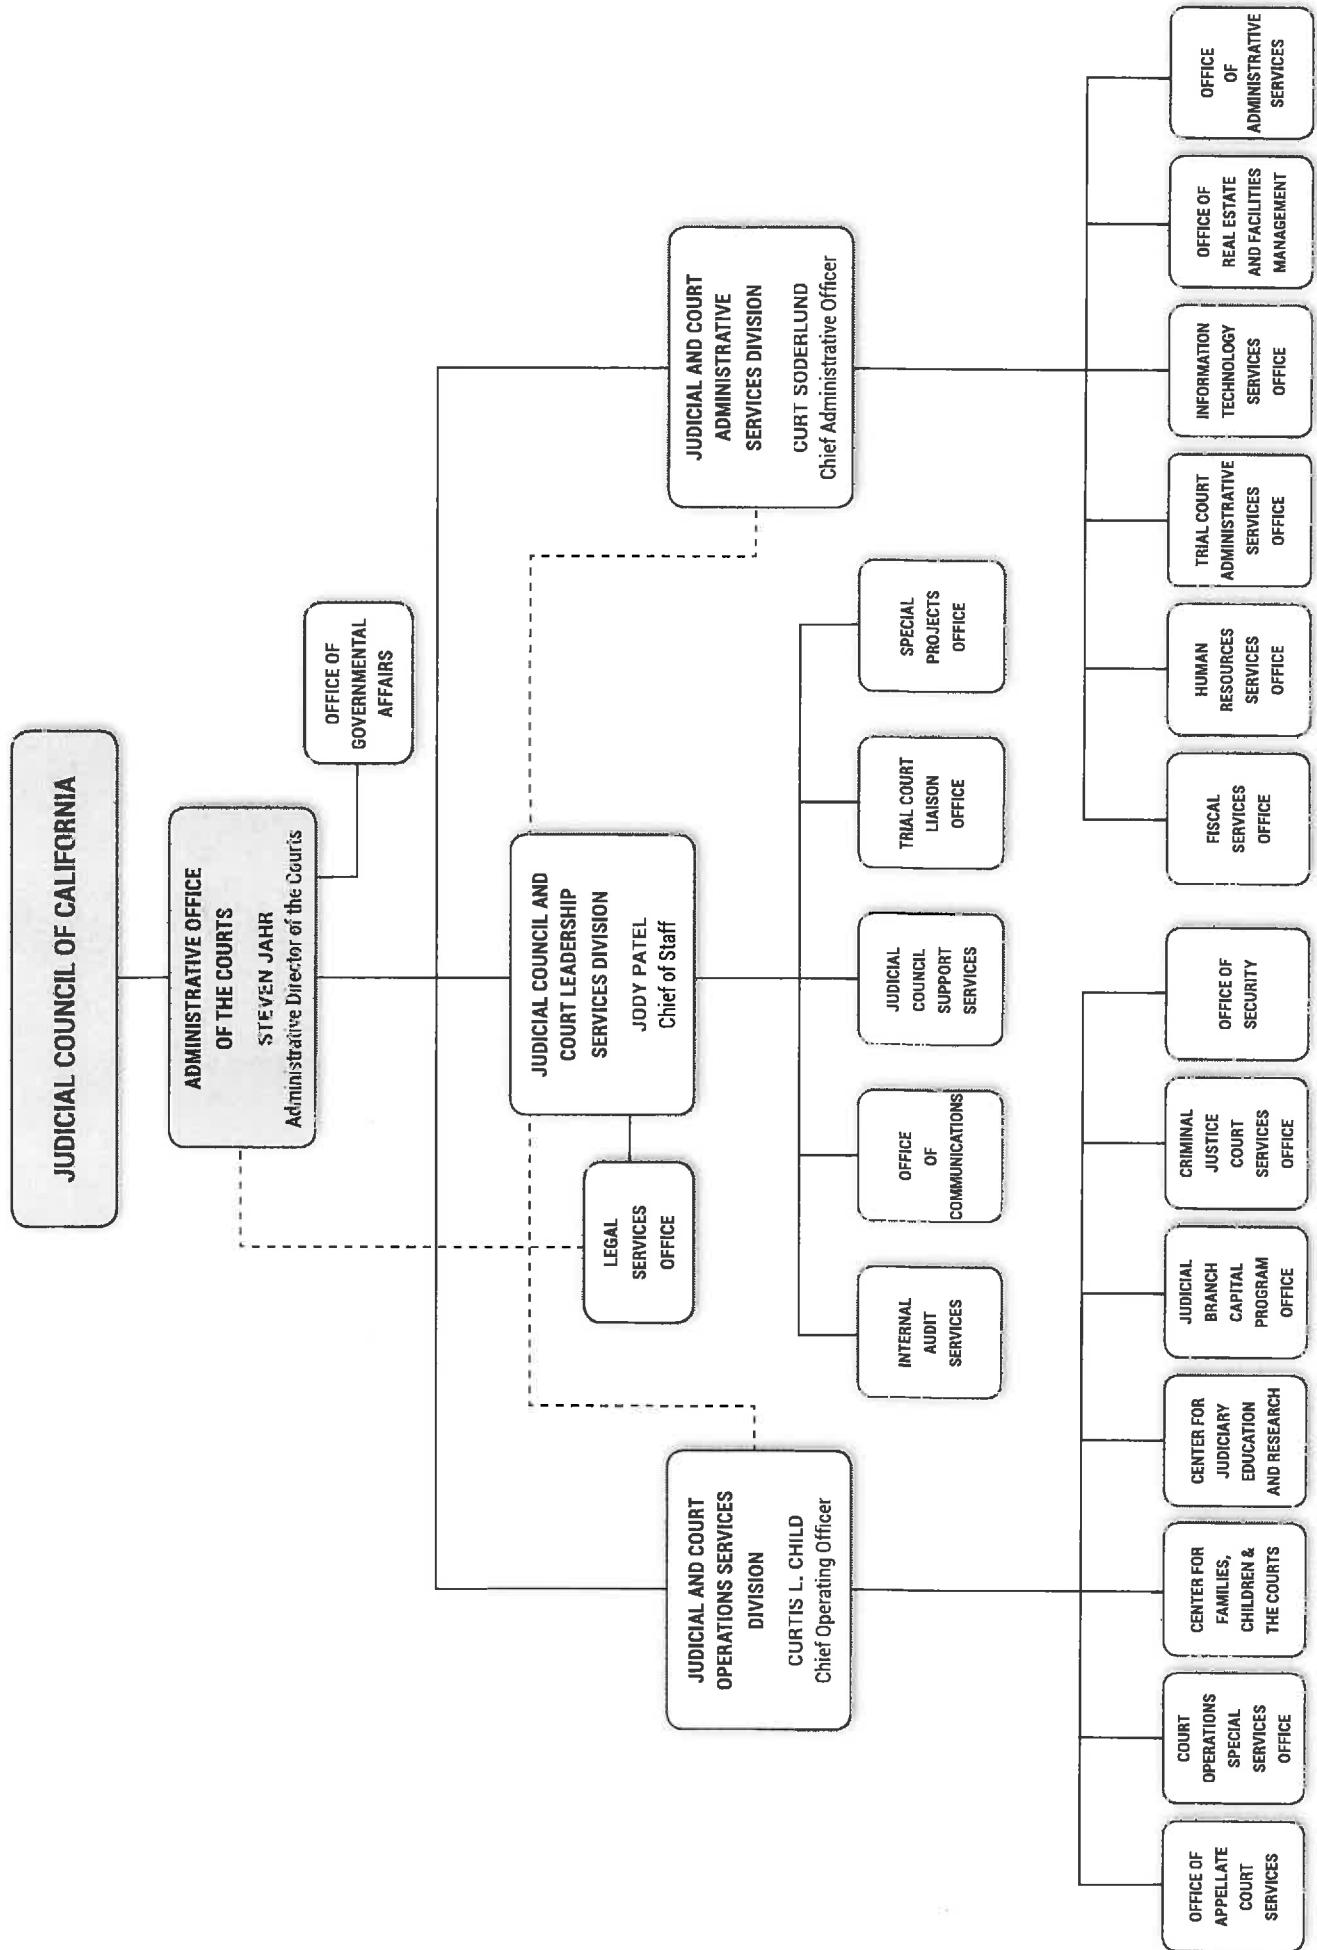 JUDICIAL COUNCIL OF CALIFORNIA
ADMINISTRATIVE OFFICE
OF THE COURTS
STEVEN JAHR
Administrative Director of the Courts
OFFICE OF
GOVERNMENTAL
AFFAIRS
JUDICIAL COUNCIL AND
COURT LEADERSHIP
SERVICES DIVISION
JODY PATEL
Chief of Staff
LEGAL
SERVICES
OFFICE
JUDICIAL AND COURT
OPERATIONS SERVICES
DIVISION
CURTIS L. CHILD
Chief Operating Officer
JUDICIAL AND COURT
ADMINISTRATIVE
SERVICES DIVISION
CURT SODERLUND
Chief Administrative Officer
INTERNAL
AUDIT
SERVICES
OFFICE
OF
COMMUNICATIONS
JUDICIAL
COUNCIL
SUPPORT
SERVICES
TRIAL COURT
LIAISON
OFFICE
SPECIAL
PROJECTS
OFFICE
OFFICE OF
APPELLATE
COURT
SERVICES
COURT
OPERATIONS
SPECIAL
SERVICES
OFFICE
CENTER FOR
FAMILIES,
CHILDREN &
THE COURTS
CENTER FOR
JUDICIARY
EDUCATION
AND RESEARCH
JUDICIAL
BRANCH
CAPITAL
PROGRAM
OFFICE
CRIMINAL
JUSTICE
COURT
SERVICES
OFFICE
OFFICE OF
SECURITY
FISCAL
SERVICES
OFFICE
HUMAN
RESOURCES
SERVICES
OFFICE
TRIAL COURT
ADMINISTRATIVE
SERVICES
OFFICE
INFORMATION
TECHNOLOGY
SERVICES
OFFICE
OFFICE OF
REAL ESTATE
AND FACILITIES
MANAGEMENT
OFFICE
OF
ADMINISTRATIVE
SERVICES